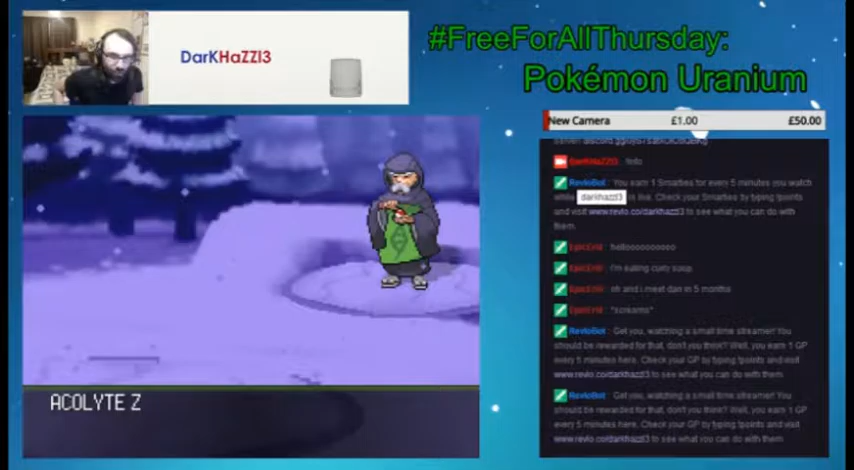 DarKHaZZl3
#FreeForAllThursday:
Pokémon Uranium
New Camera £1.00 £50.00
RevloBot: You earn 1 Smarties for every 5 minutes you watch
while darkhazzl3 is live. Check your Smarties by typing !points
and visit www.revlo.co/darkhazzl3 to see what you can do with
them.
hellooooooooo
i'm eating curly soup
and i meet dan in 5 months
*screams*
RevloBot: Get you, watching a small time streamer! You
should be rewarded for that, don't you think? Well, you earn 1 GP
every 5 minutes here. Check your GP by typing !points and visit
www.revlo.co/darkhazzl3 to see what you can do with them.
RevloBot: Get you, watching a small time streamer! You
should be rewarded for that, don't you think? Well, you earn 1 GP
every 5 minutes here. Check your GP by typing !points and visit
www.revlo.co/darkhazzl3 to see what you can do with them.
ACOLYTE Z